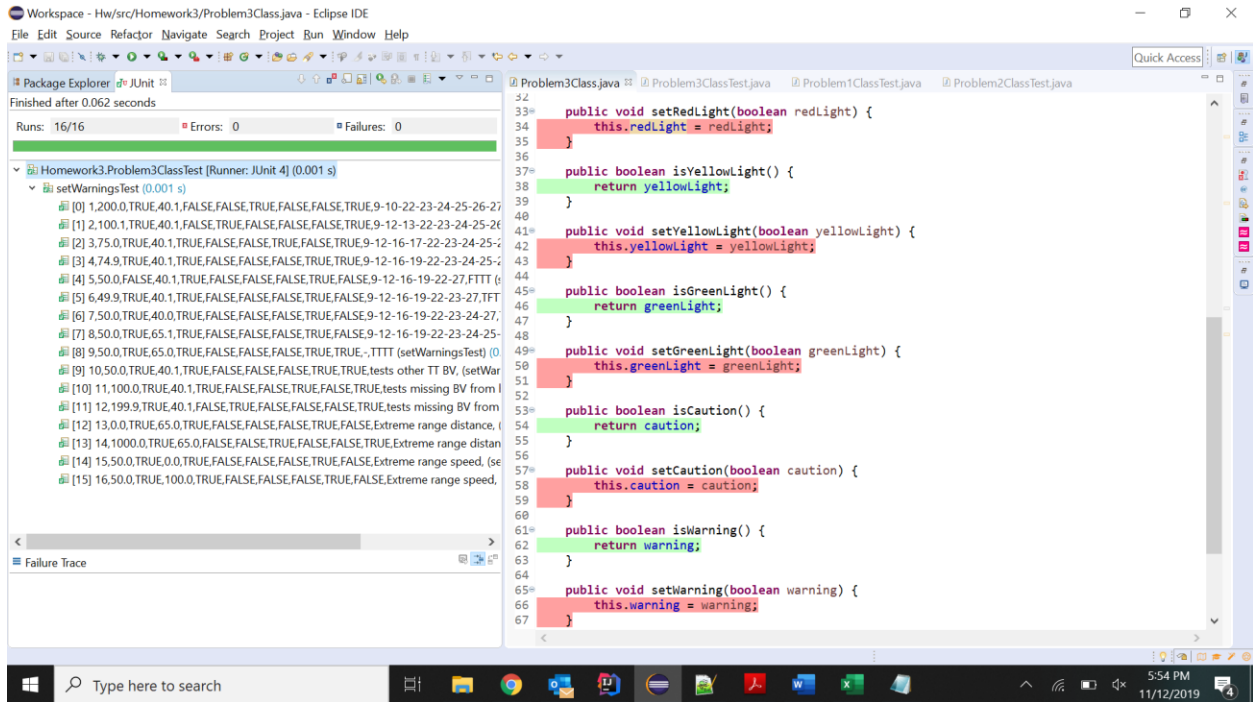 Workspace - Hw/src/Homework3/Problem3Class.java - Eclipse IDE
File Edit Source Refactor Navigate Search Project Run Window Help
Quick Access
Package Explorer JUnit
Finished after 0.062 seconds
Runs: 16/16 Errors: 0 Failures: 0
Homework3.Problem3ClassTest [Runner: JUnit 4] (0.001 s)
setWarningsTest (0.001 s)
[0] 1,200.0,TRUE,40.1,FALSE,FALSE,TRUE,FALSE,FALSE,TRUE,9-10-22-23-24-25-26-27
[1] 2,100.1,TRUE,40.1,FALSE,TRUE,FALSE,FALSE,FALSE,TRUE,9-12-13-22-23-24-25-26
[2] 3,75.0,TRUE,40.1,TRUE,FALSE,FALSE,TRUE,FALSE,TRUE,9-12-16-17-22-23-24-25-2
[3] 4,74.9,TRUE,40.1,TRUE,FALSE,FALSE,FALSE,TRUE,TRUE,9-12-16-19-22-23-24-25-2
[4] 5,50.0,FALSE,40.1,TRUE,FALSE,FALSE,FALSE,TRUE,FALSE,9-12-16-19-22-27,FTTT (s
[5] 6,49.9,TRUE,40.1,TRUE,FALSE,FALSE,FALSE,TRUE,FALSE,9-12-16-19-22-23-27,TFT
[6] 7,50.0,TRUE,40.0,TRUE,FALSE,FALSE,FALSE,TRUE,FALSE,9-12-16-19-22-23-24-27,
[7] 8,50.0,TRUE,65.1,TRUE,FALSE,FALSE,FALSE,TRUE,FALSE,9-12-16-19-22-23-24-25-
[8] 9,50.0,TRUE,65.0,TRUE,FALSE,FALSE,FALSE,TRUE,TRUE,-,TTTT (setWarningsTest) (0.
[9] 10,50.0,TRUE,40.1,TRUE,FALSE,FALSE,FALSE,TRUE,TRUE,tests other TT BV, (setWar
[10] 11,100.0,TRUE,40.1,TRUE,FALSE,FALSE,TRUE,FALSE,TRUE,tests missing BV from
[11] 12,199.9,TRUE,40.1,FALSE,TRUE,FALSE,FALSE,FALSE,TRUE,tests missing BV from
[12] 13,0.0,TRUE,65.0,TRUE,FALSE,FALSE,FALSE,TRUE,FALSE,Extreme range distance, (
[13] 14,1000.0,TRUE,65.0,FALSE,FALSE,TRUE,FALSE,FALSE,TRUE,Extreme range distan
[14] 15,50.0,TRUE,0.0,TRUE,FALSE,FALSE,FALSE,TRUE,FALSE,Extreme range speed, (se
[15] 16,50.0,TRUE,100.0,TRUE,FALSE,FALSE,FALSE,TRUE,FALSE,Extreme range speed,
Failure Trace
Problem3Class.java Problem3ClassTest.java Problem1ClassTest.java Problem2ClassTest.java
32
33 public void setRedLight(boolean redLight) {
34 this.redLight = redLight;
35 }
36
37 public boolean isYellowLight() {
38 return yellowLight;
39 }
40
41 public void setYellowLight(boolean yellowLight) {
42 this.yellowLight = yellowLight;
43 }
44
45 public boolean isGreenLight() {
46 return greenLight;
47 }
48
49 public void setGreenLight(boolean greenLight) {
50 this.greenLight = greenLight;
51 }
52
53 public boolean isCaution() {
54 return caution;
55 }
56
57 public void setCaution(boolean caution) {
58 this.caution = caution;
59 }
60
61 public boolean isWarning() {
62 return warning;
63 }
64
65 public void setWarning(boolean warning) {
66 this.warning = warning;
67 }
Type here to search
5:54 PM
11/12/2019
4